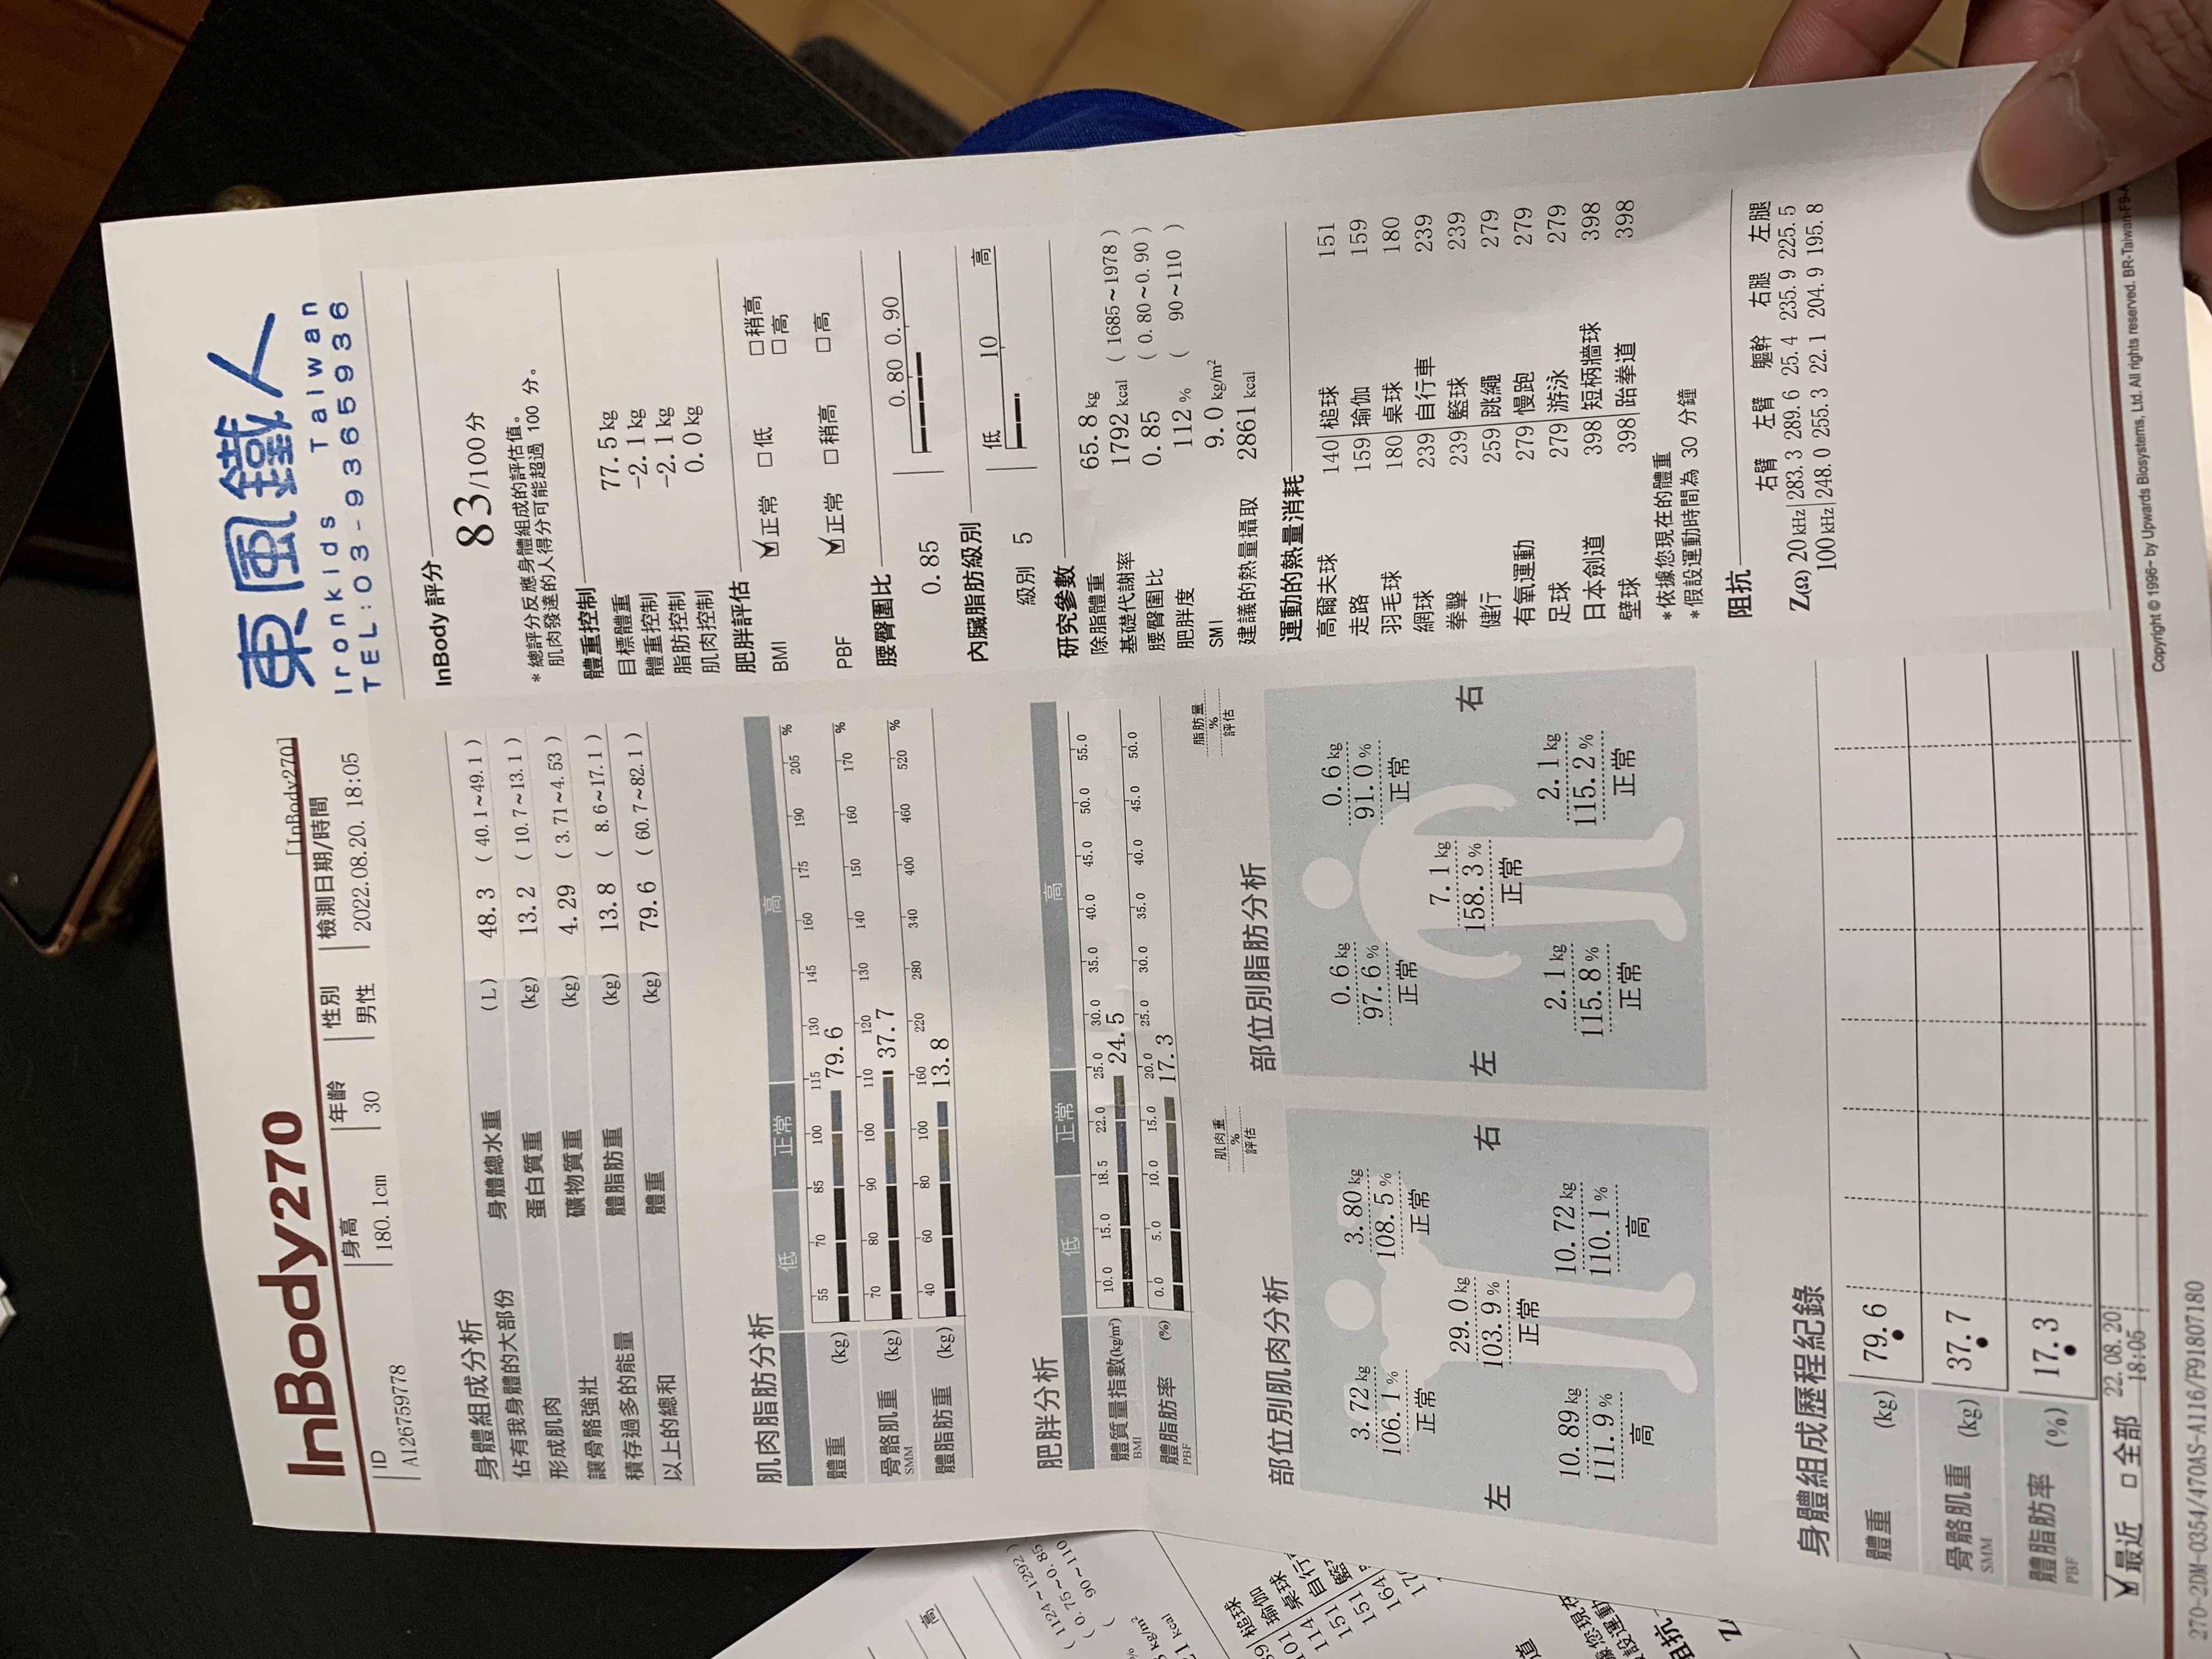 InBody270
[InBody270]
ID
A126759778
身高
180.1cm
年齡
30
性別
男性
檢測日期/時間
2022.08.20. 18:05
東風鐵人
Ironkids Taiwan
TEL:03-9365936
身體組成分析
佔有我身體的大部份 身體總水重 (L) 48.3 ( 40.1~49.1 )
形成肌肉 蛋白質重 (kg) 13.2 ( 10.7~13.1 )
讓骨骼強壯 礦物質重 (kg) 4.29 ( 3.71~4.53 )
積存過多的能量 體脂肪重 (kg) 13.8 ( 8.6~17.1 )
以上的總和 體重 (kg) 79.6 ( 60.7~82.1 )
肌肉脂肪分析
低 正常 高
55 70 85 100 115 130 145 160 175 190 205 %
體重 (kg) 79.6
70 80 90 100 110 120 130 140 150 160 170 %
骨骼肌重 (kg) 37.7
SMM
40 60 80 100 160 220 280 340 400 460 520 %
體脂肪重 (kg) 13.8
肥胖分析
低 正常 高
10.0 15.0 18.5 22.0 25.0 30.0 35.0 40.0 45.0 50.0 55.0
體質量指數(kg/m²) 24.5
BMI
0.0 5.0 10.0 15.0 20.0 25.0 30.0 35.0 40.0 45.0 50.0
體脂肪率 (%) 17.3
PBF
肌肉重
%
評估
部位別肌肉分析
3.72 kg 3.80 kg
106.1 % 108.5 %
正常 正常
29.0 kg
103.9 %
正常
左 右
10.89 kg 10.72 kg
111.9 % 110.1 %
高 高
脂肪量
%
評估
部位別脂肪分析
0.6 kg 0.6 kg
97.6 % 91.0 %
正常 正常
7.1 kg
158.3 %
正常
左 右
2.1 kg 2.1 kg
115.8 % 115.2 %
正常 正常
身體組成歷程紀錄
體重 (kg) 79.6
骨骼肌重 (kg) 37.7
SMM
體脂肪率 (%) 17.3
PBF
最近 全部 22.08.20
18:05
InBody 評分
83/100 分
* 總評分反應身體組成的評估值。
肌肉發達的人得分可能超過 100 分。
體重控制
目標體重 77.5 kg
體重控制 -2.1 kg
脂肪控制 -2.1 kg
肌肉控制 0.0 kg
肥胖評估
BMI 正常 低 稍高
高
PBF 正常 稍高 高
腰臀圍比
0.80 0.90
0.85
內臟脂肪級別
低 10 高
級別 5
研究參數
除脂體重 65.8 kg
基礎代謝率 1792 kcal ( 1685~1978 )
腰臀圍比 0.85 ( 0.80~0.90 )
肥胖度 112 % ( 90~110 )
SMI 9.0 kg/m²
建議的熱量攝取 2861 kcal
運動的熱量消耗
高爾夫球 140 槌球 151
走路 159 瑜伽 159
羽毛球 180 桌球 180
網球 239 自行車 239
拳擊 239 籃球 239
健行 259 跳繩 279
有氧運動 279 慢跑 279
足球 279 游泳 279
日本劍道 398 短柄牆球 398
壁球 398 跆拳道 398
*依據您現在的體重
*假設運動時間為 30 分鐘
阻抗
右臂 左臂 軀幹 右腿 左腿
Z(Ω) 20 kHz 283.3 289.6 25.4 235.9 225.5
100 kHz 248.0 255.3 22.1 204.9 195.8
Copyright © 1996~ by Upwards Biosystems, Ltd. All rights reserved. BR-Taiwan-F9-A
270-2DM-0354/470AS-A116/F91807180
高
( 1124~1292 )
( 0.75~0.85
( 90~110
kg/m²
kcal
槌球
101 瑜伽
114 桌球
151 自行
151
164